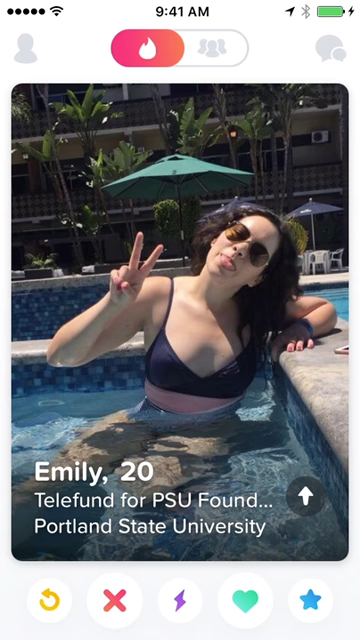 9:41 AM
Emily, 20
Telefund for PSU Found...
Portland State University